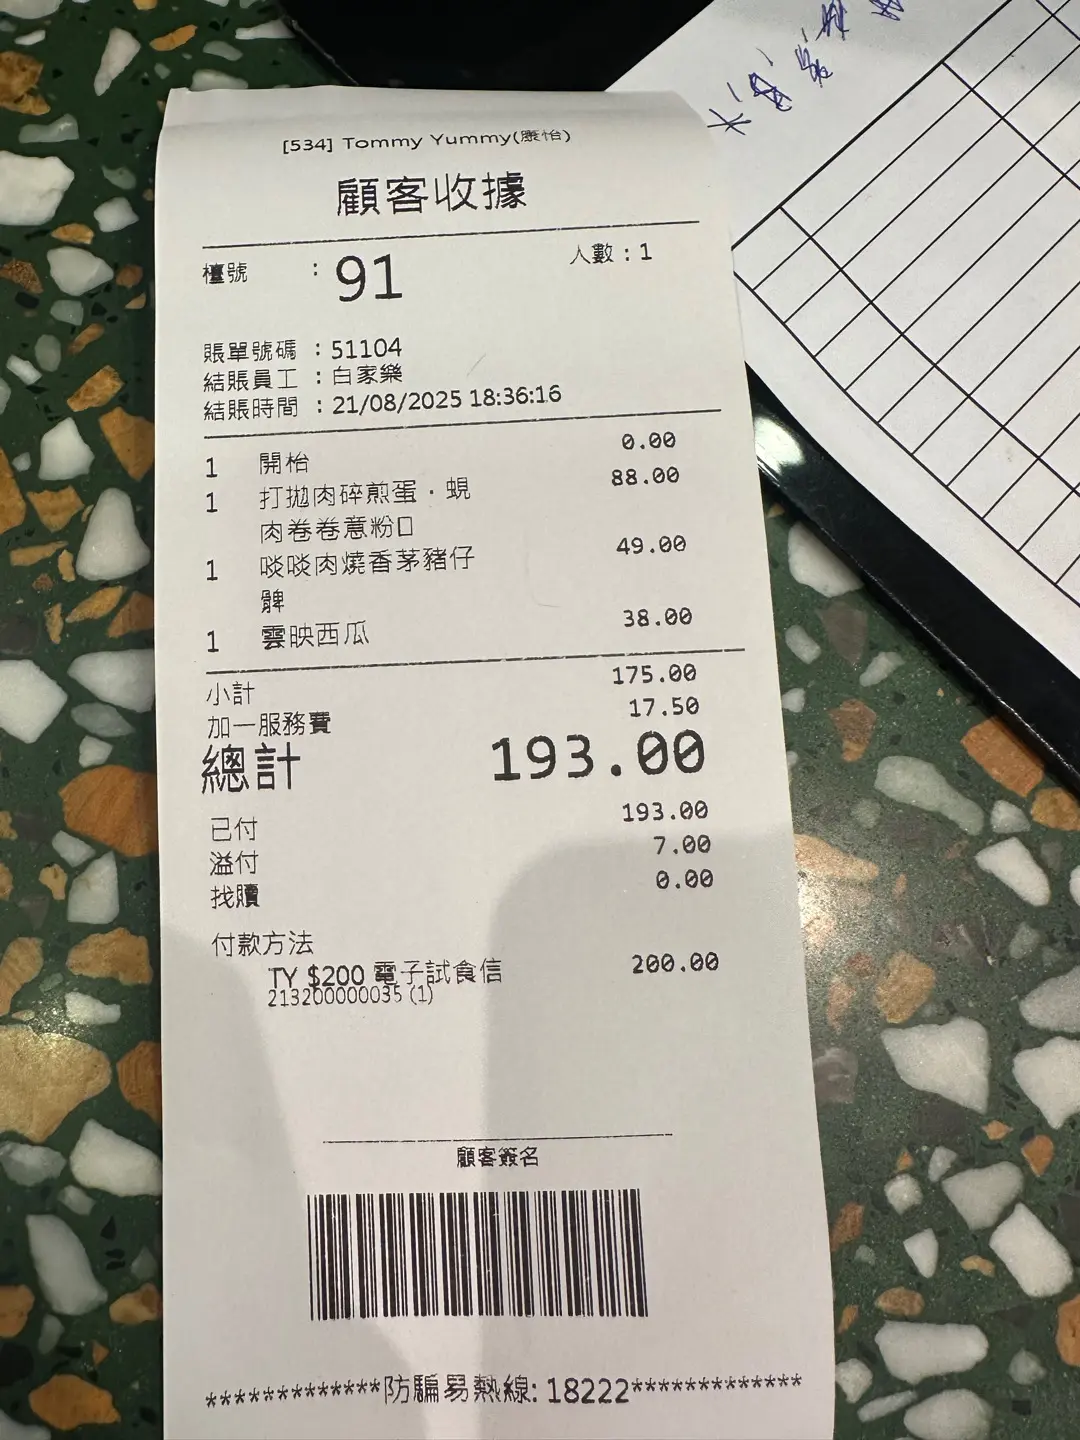 [534] Tommy Yummy(康怡)
顧客收據
檯號 : 91 人數 : 1
賬單號碼 : 51104
結賬員工 : 白家樂
結賬時間 : 21/08/2025 18:36:16
1 開枱 0.00
1 打拋肉碎煎蛋．蜆 88.00
肉卷卷意粉口
1 啖啖肉燒香茅豬仔 49.00
髀
1 雲映西瓜 38.00
小計 175.00
加一服務費 17.50
總計 193.00
已付 193.00
溢付 7.00
找贖 0.00
付款方法
TY $200 電子試食信 200.00
213200000035 (1)
顧客簽名
*************防騙易熱線: 18222*************